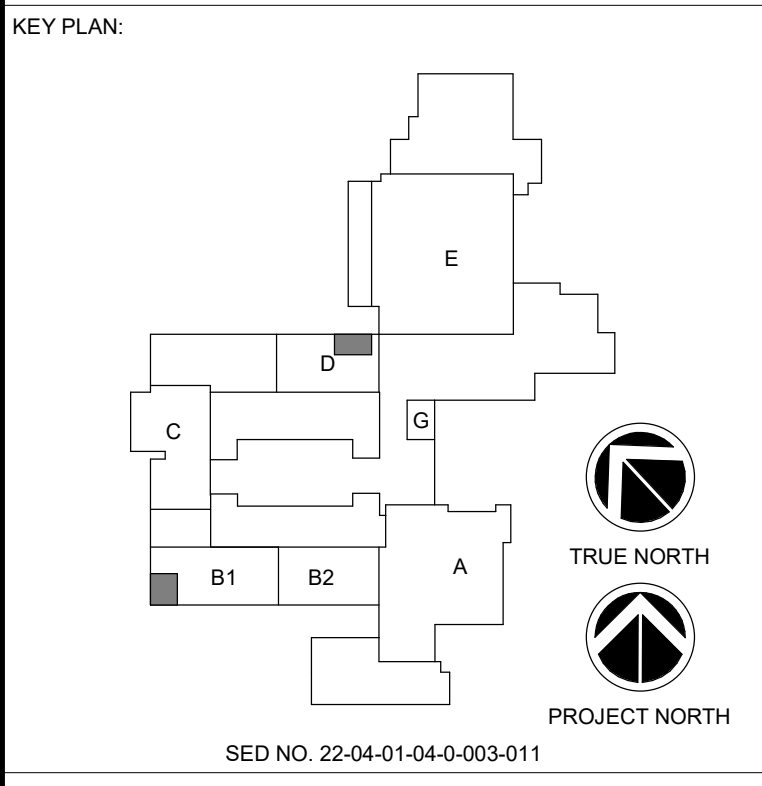 KEY PLAN:
E
D
C
G
B1
B2
A
TRUE NORTH
PROJECT NORTH
SED NO. 22-04-01-04-0-003-011